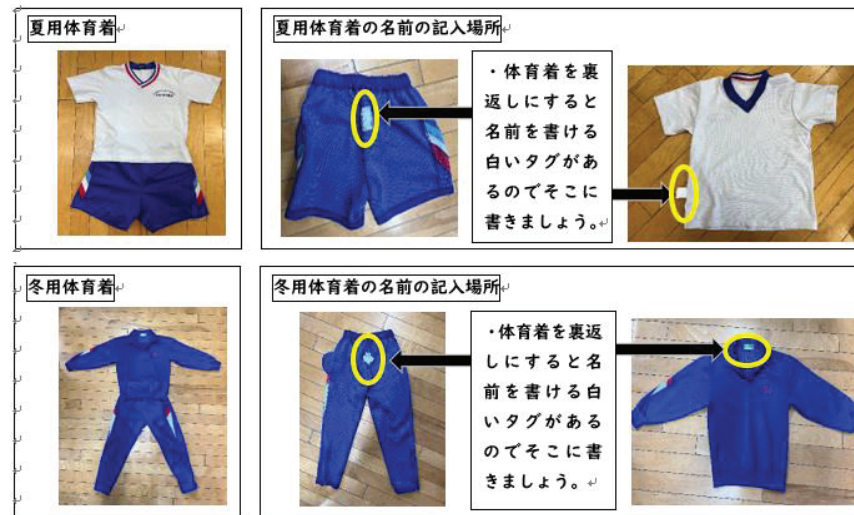 夏用体育着
夏用体育着の名前の記入場所
・体育着を裏
返しにすると
名前を書ける
白いタグがあ
るのでそこに
書きましょう。
冬用体育着
冬用体育着の名前の記入場所
・体育着を裏返
しにすると名
前を書ける白
いタグがある
のでそこに書
きましょう。